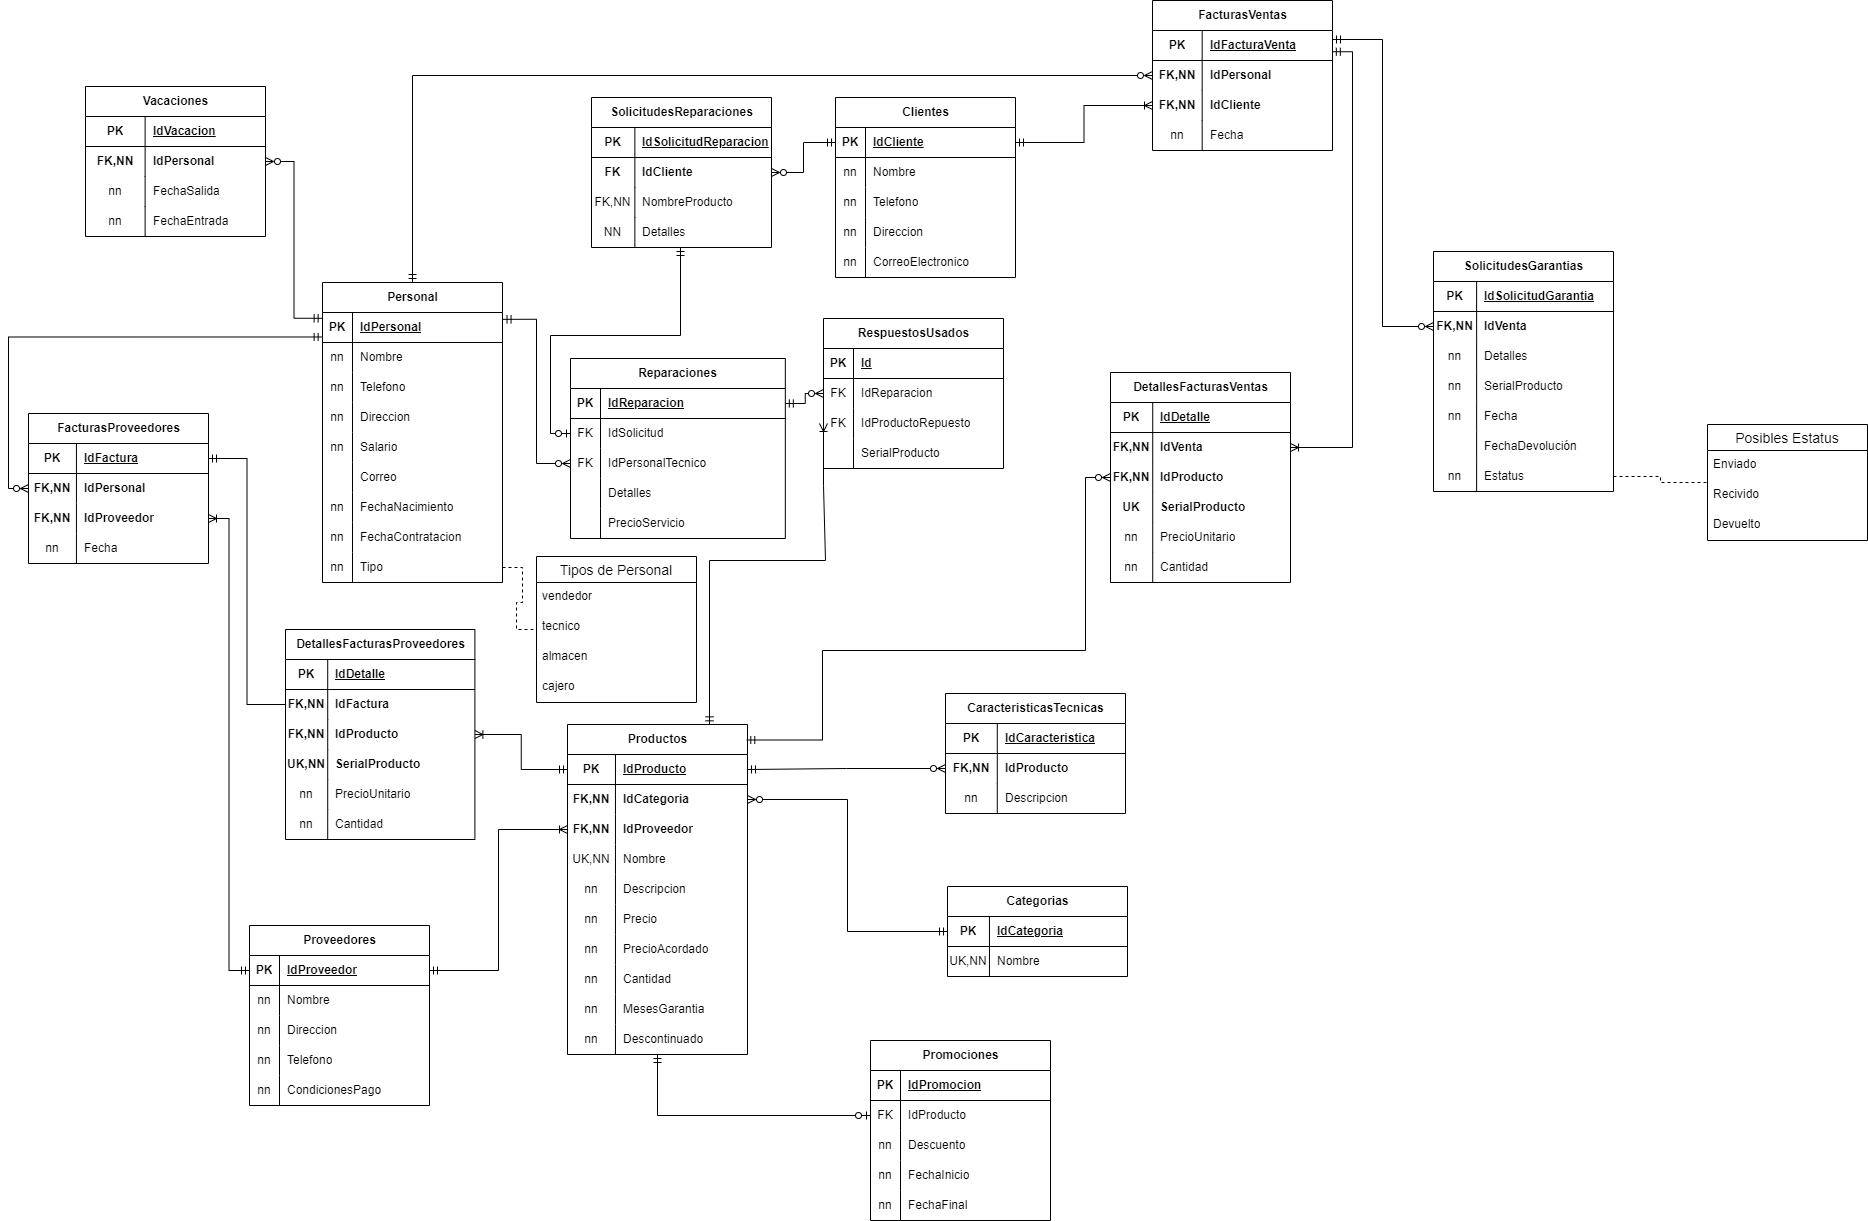 FacturasVentas
PK IdFacturaVenta
FK,NN IdPersonal
FK,NN IdCliente
nn Fecha
Vacaciones
PK IdVacacion
FK,NN IdPersonal
nn FechaSalida
nn FechaEntrada
SolicitudesReparaciones
PK IdSolicitudReparacion
FK IdCliente
FK,NN NombreProducto
NN Detalles
Clientes
PK IdCliente
nn Nombre
nn Telefono
nn Direccion
nn CorreoElectronico
SolicitudesGarantias
PK IdSolicitudGarantia
FK,NN IdVenta
nn Detalles
nn SerialProducto
nn Fecha
FechaDevolución
nn Estatus
Posibles Estatus
Enviado
Recivido
Devuelto
Personal
PK IdPersonal
nn Nombre
nn Telefono
nn Direccion
nn Salario
Correo
nn FechaNacimiento
nn FechaContratacion
nn Tipo
Tipos de Personal
vendedor
tecnico
almacen
cajero
Reparaciones
PK IdReparacion
FK IdSolicitud
FK IdPersonalTecnico
Detalles
PrecioServicio
RespuestosUsados
PK Id
FK IdReparacion
FK IdProductoRepuesto
SerialProducto
DetallesFacturasVentas
PK IdDetalle
FK,NN IdVenta
FK,NN IdProducto
UK SerialProducto
nn PrecioUnitario
nn Cantidad
FacturasProveedores
PK IdFactura
FK,NN IdPersonal
FK,NN IdProveedor
nn Fecha
DetallesFacturasProveedores
PK IdDetalle
FK,NN IdFactura
FK,NN IdProducto
UK,NN SerialProducto
nn PrecioUnitario
nn Cantidad
Productos
PK IdProducto
FK,NN IdCategoria
FK,NN IdProveedor
UK,NN Nombre
nn Descripcion
nn Precio
nn PrecioAcordado
nn Cantidad
nn MesesGarantia
nn Descontinuado
CaracteristicasTecnicas
PK IdCaracteristica
FK,NN IdProducto
nn Descripcion
Categorias
PK IdCategoria
UK,NN Nombre
Proveedores
PK IdProveedor
nn Nombre
nn Direccion
nn Telefono
nn CondicionesPago
Promociones
PK IdPromocion
FK IdProducto
nn Descuento
nn FechaInicio
nn FechaFinal